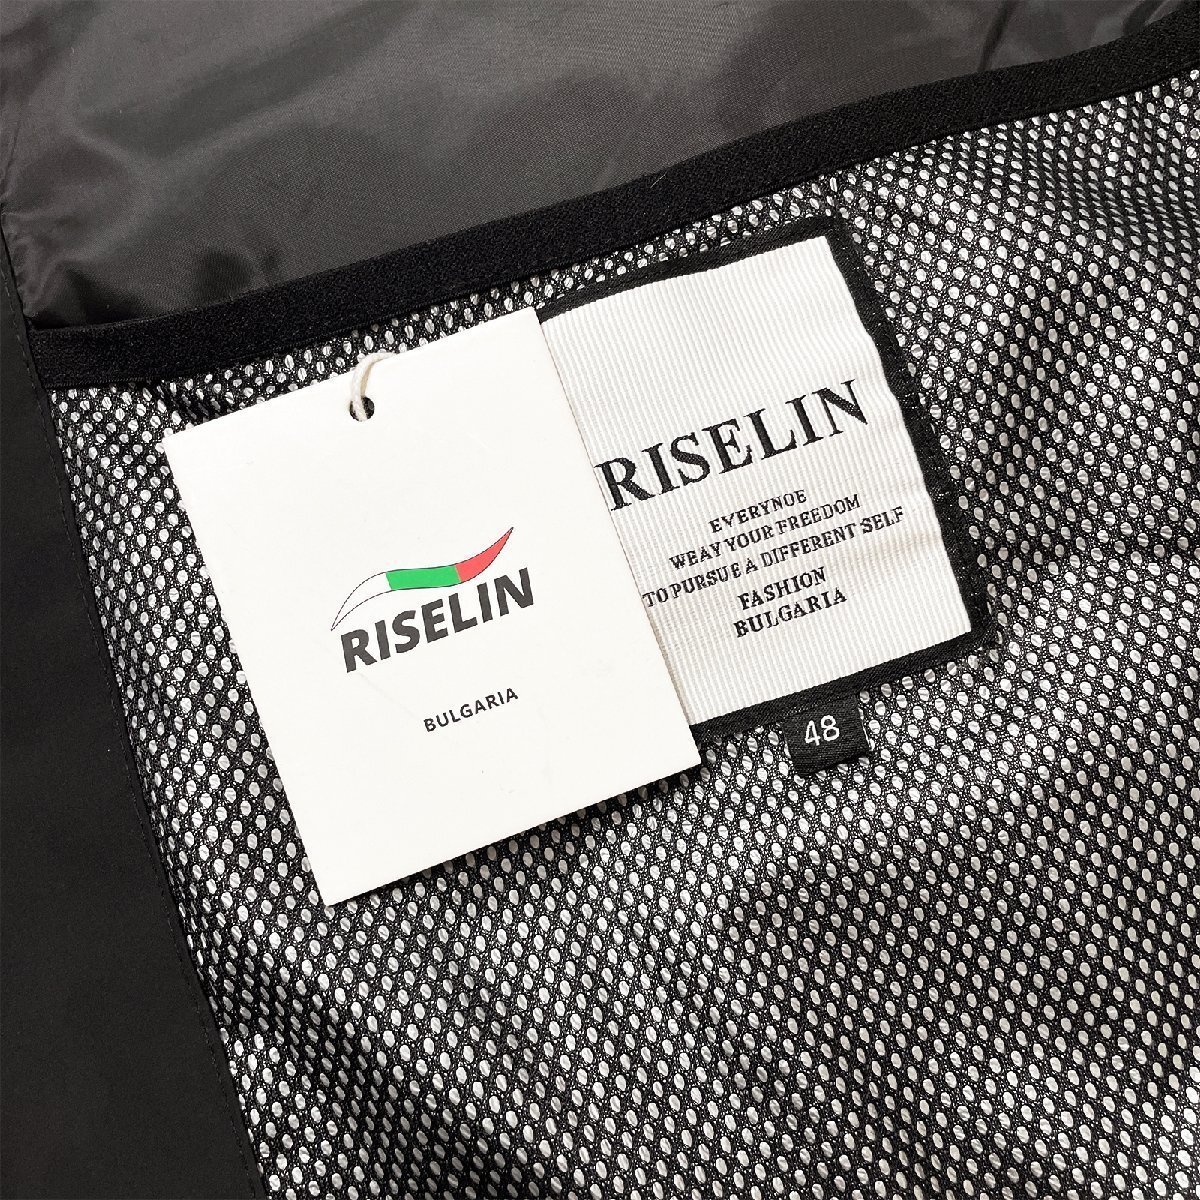 RISELIN
BULGARIA
RISELIN
EVERYNOE
WEAY YOUR FREEDOM
TO PURSUE A DIFFERENT SELF
FASHION
BULGARIA
48